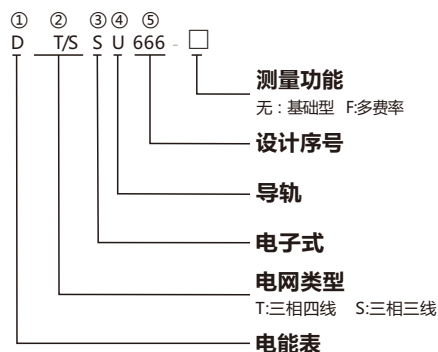 ① ② ③ ④ ⑤
D T/S S U 666 - □
测量功能
无：基础型 F:多费率
设计序号
导轨
电子式
电网类型
T:三相四线 S:三相三线
电能表